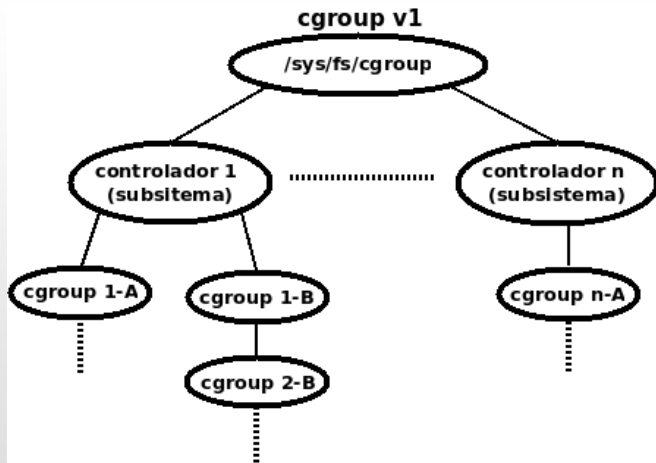 cgroup v1
/sys/fs/cgroup
controlador 1
(subsitema)
controlador n
(subsistema)
cgroup 1-A
cgroup 1-B
cgroup n-A
cgroup 2-B